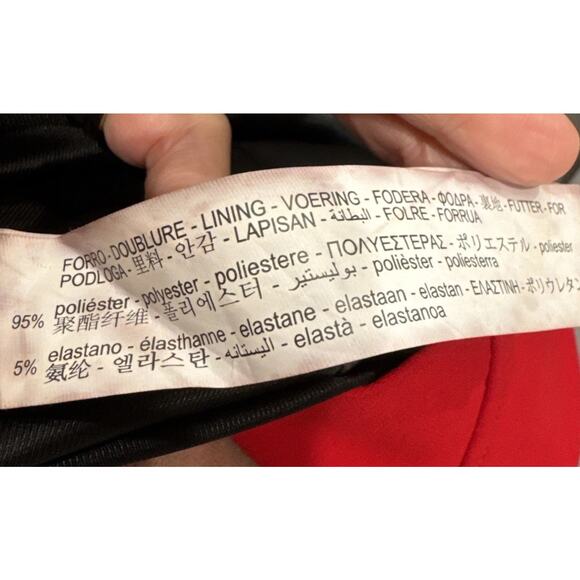 FORRO - DOUBLURE - LINING - VOERING - FODERA - ΦΟΔΡΑ - 裏地 - FUTTER - FOR
PODLOGA - 里料 - 안감 - LAPISAN - البطانة - FOLRE - FORRUA
95% poliéster - polyester - poliestere - ΠΟΛΥΕΣΤΕΡΑΣ - ポリエステル - poliester
聚酯纤维 - 폴리에스터 - بوليستير - polièster - poliesterra
5% elastano - élasthanne - elastane - elastaan - elastan - ΕΛΑΣΤΙΝΗ - ポリウレタン
氨纶 - 엘라스탄 - اليستانه - elastà - elastanoa